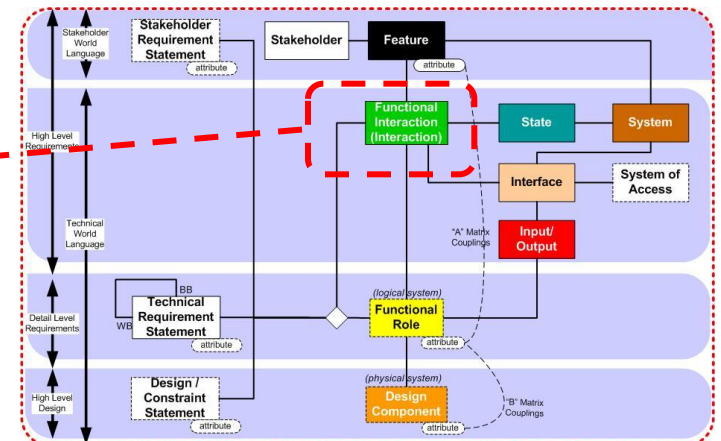 Stakeholder
World
Language
Stakeholder
Requirement
Statement
attribute
Stakeholder
Feature
attribute
High Level
Requirements
Functional
Interaction
(Interaction)
State
System
Interface
System of
Access
Technical
World
Language
"A" Matrix
Couplings
Input/
Output
Detail Level
Requirements
BB
WB
Technical
Requirement
Statement
attribute
(logical system)
Functional
Role
attribute
High Level
Design
Design /
Constraint
Statement
attribute
(physical system)
Design
Component
attribute
"B" Matrix
Couplings